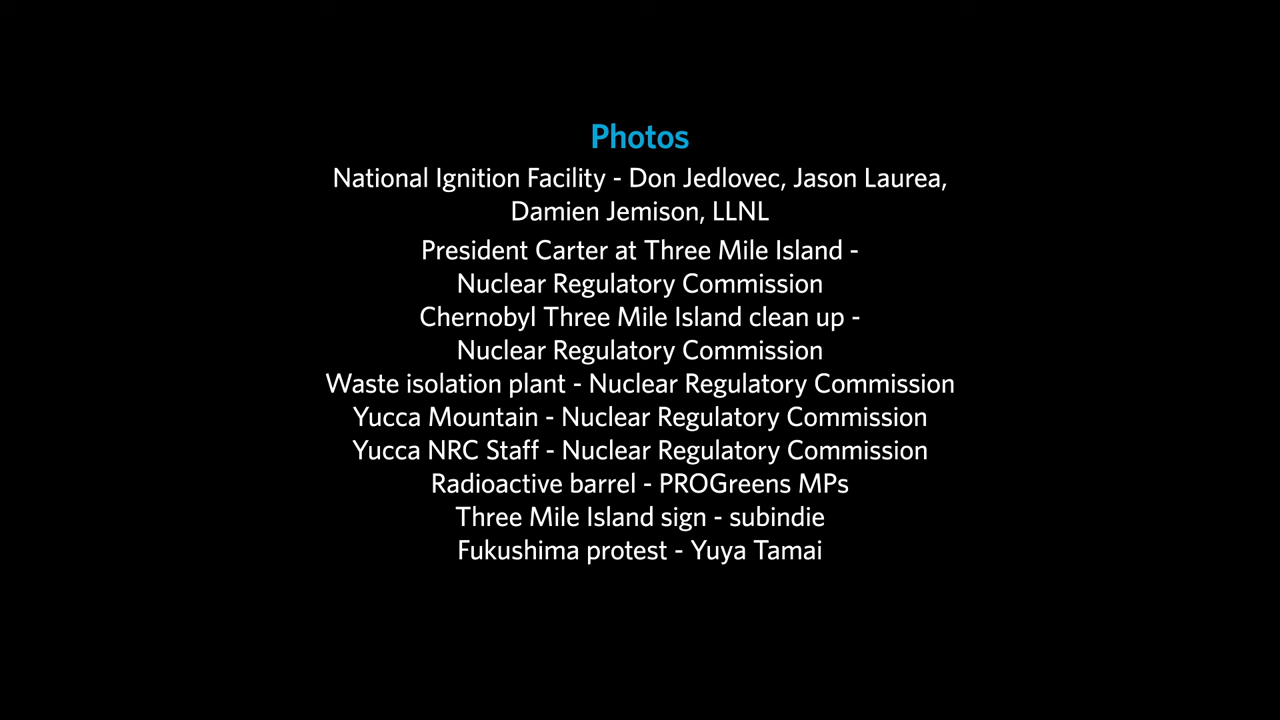 Photos
National Ignition Facility - Don Jedlovec, Jason Laurea,
Damien Jemison, LLNL
President Carter at Three Mile Island -
Nuclear Regulatory Commission
Chernobyl Three Mile Island clean up -
Nuclear Regulatory Commission
Waste isolation plant - Nuclear Regulatory Commission
Yucca Mountain - Nuclear Regulatory Commission
Yucca NRC Staff - Nuclear Regulatory Commission
Radioactive barrel - PROGreens MPs
Three Mile Island sign - subindie
Fukushima protest - Yuya Tamai